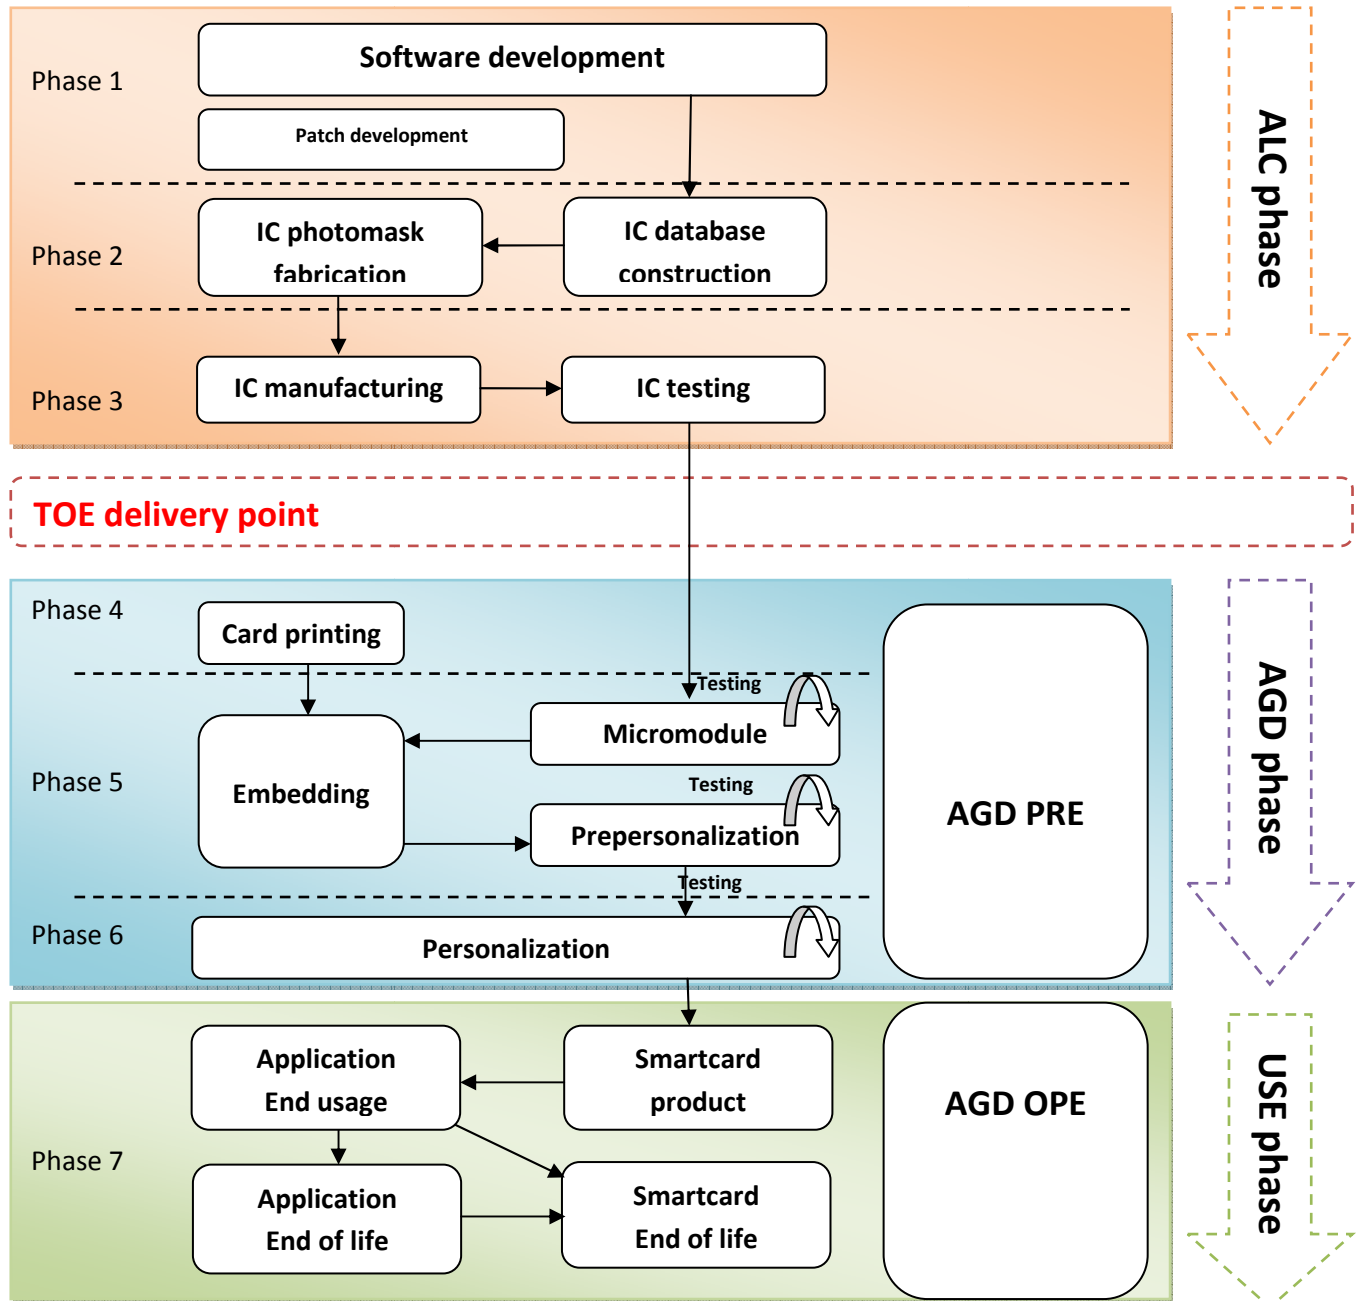 Phase 1
Software development
Patch development
Phase 2
IC photomask
fabrication
IC database
construction
Phase 3
IC manufacturing
IC testing
ALC phase
TOE delivery point
Phase 4
Card printing
Testing
Micromodule
Phase 5
Embedding
Testing
Prepersonalization
Testing
Phase 6
Personalization
AGD PRE
AGD phase
Phase 7
Application
End usage
Smartcard
product
Application
End of life
Smartcard
End of life
AGD OPE
USE phase